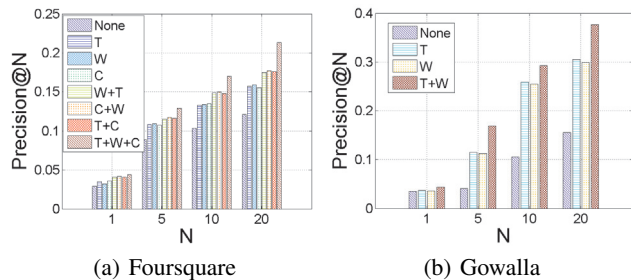 None
T
W
C
W+T
C+W
T+C
T+W+C
Precision@N
0.25
0.2
0.15
0.1
0.05
0
1
5
10
20
N
(a) Foursquare
None
T
W
T+W
Precision@N
0.4
0.3
0.2
0.1
0
1
5
10
20
N
(b) Gowalla